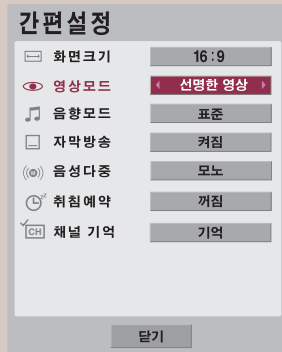 간편설정
화면크기 16:9
영상모드 선명한 영상
음향모드 표준
자막방송 켜짐
음성다중 모노
취침예약 꺼짐
CH 채널 기억 기억
닫기